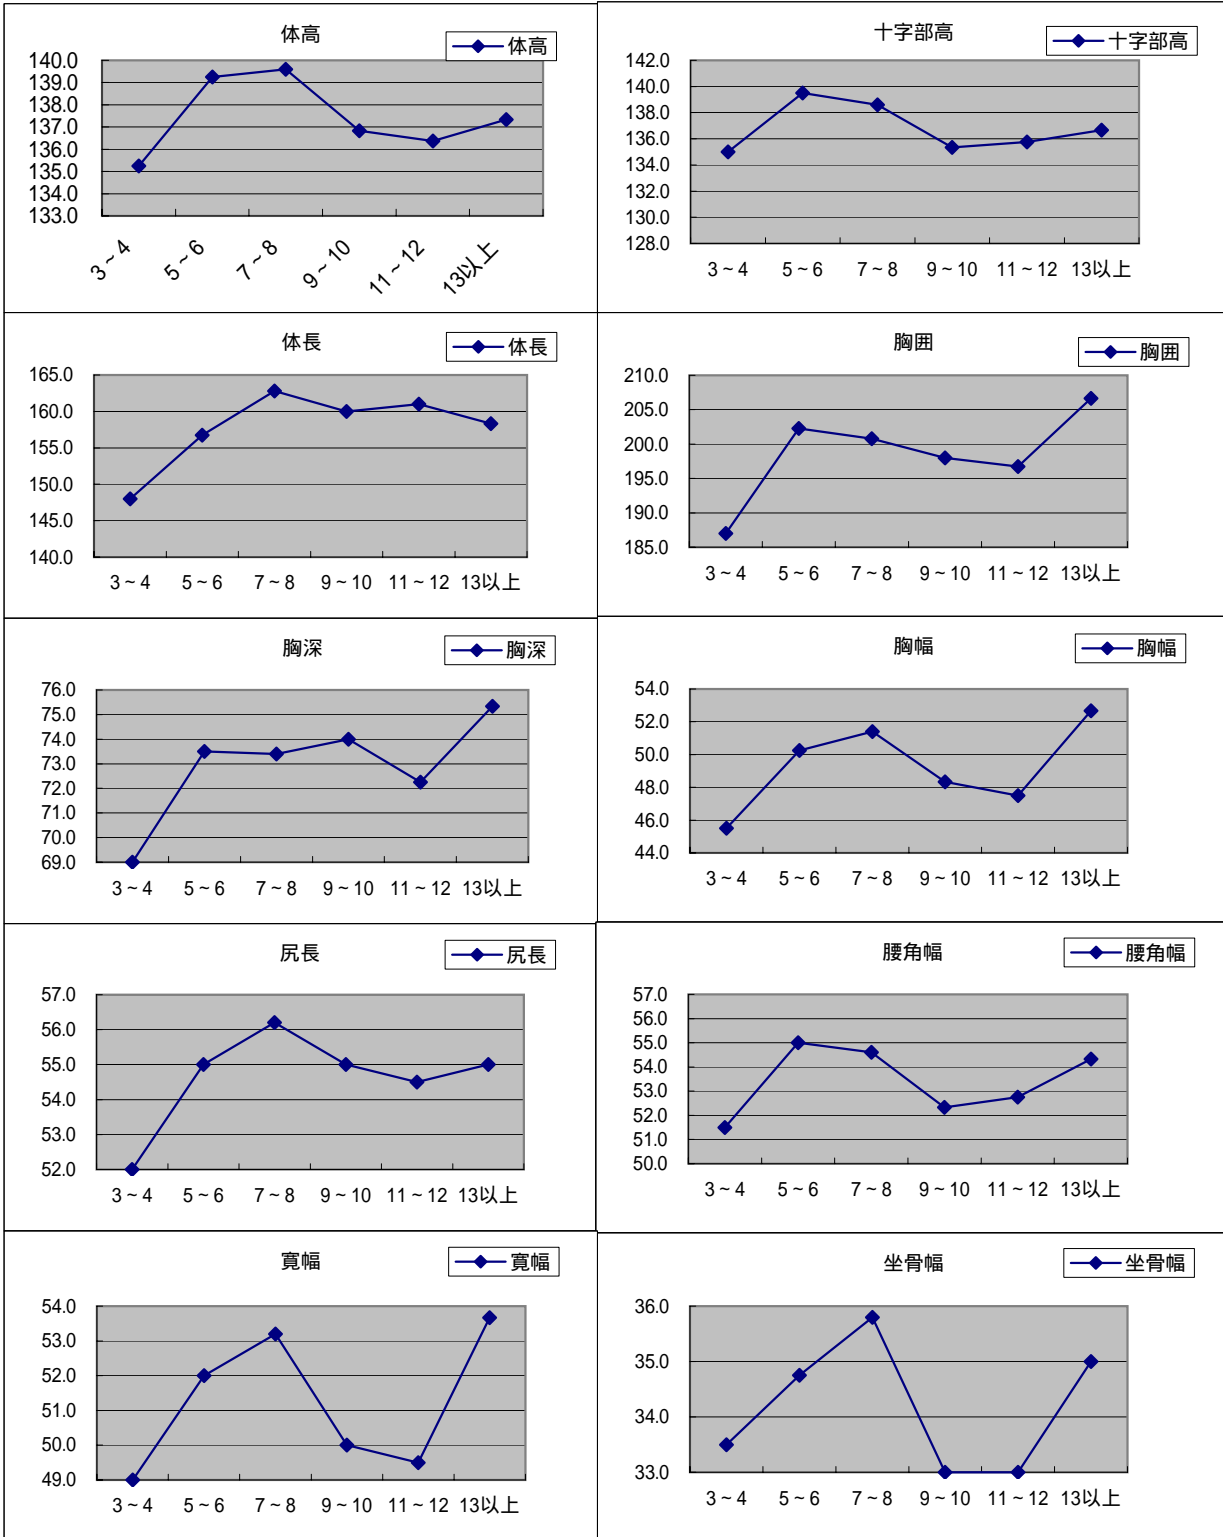 体高
体高
140.0
139.0
138.0
137.0
136.0
135.0
134.0
133.0
3～4 5～6 7～8 9～10 11～12 13以上
十字部高
十字部高
142.0
140.0
138.0
136.0
134.0
132.0
130.0
128.0
3～4 5～6 7～8 9～10 11～12 13以上
体長
体長
165.0
160.0
155.0
150.0
145.0
140.0
3～4 5～6 7～8 9～10 11～12 13以上
胸囲
胸囲
210.0
205.0
200.0
195.0
190.0
185.0
3～4 5～6 7～8 9～10 11～12 13以上
胸深
胸深
76.0
75.0
74.0
73.0
72.0
71.0
70.0
69.0
3～4 5～6 7～8 9～10 11～12 13以上
胸幅
胸幅
54.0
52.0
50.0
48.0
46.0
44.0
3～4 5～6 7～8 9～10 11～12 13以上
尻長
尻長
57.0
56.0
55.0
54.0
53.0
52.0
3～4 5～6 7～8 9～10 11～12 13以上
腰角幅
腰角幅
57.0
56.0
55.0
54.0
53.0
52.0
51.0
50.0
3～4 5～6 7～8 9～10 11～12 13以上
寛幅
寛幅
54.0
53.0
52.0
51.0
50.0
49.0
3～4 5～6 7～8 9～10 11～12 13以上
坐骨幅
坐骨幅
36.0
35.0
34.0
33.0
3～4 5～6 7～8 9～10 11～12 13以上